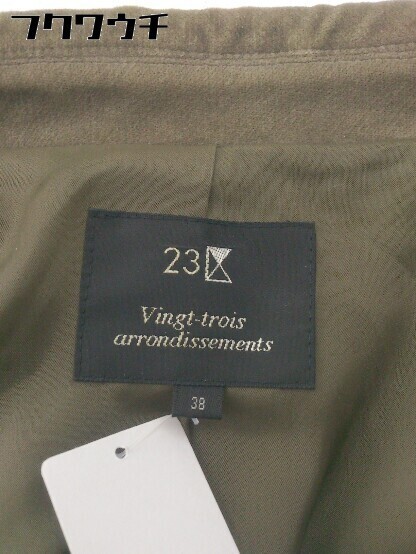 フクワウチ
23区
Vingt-trois
arrondissements
38